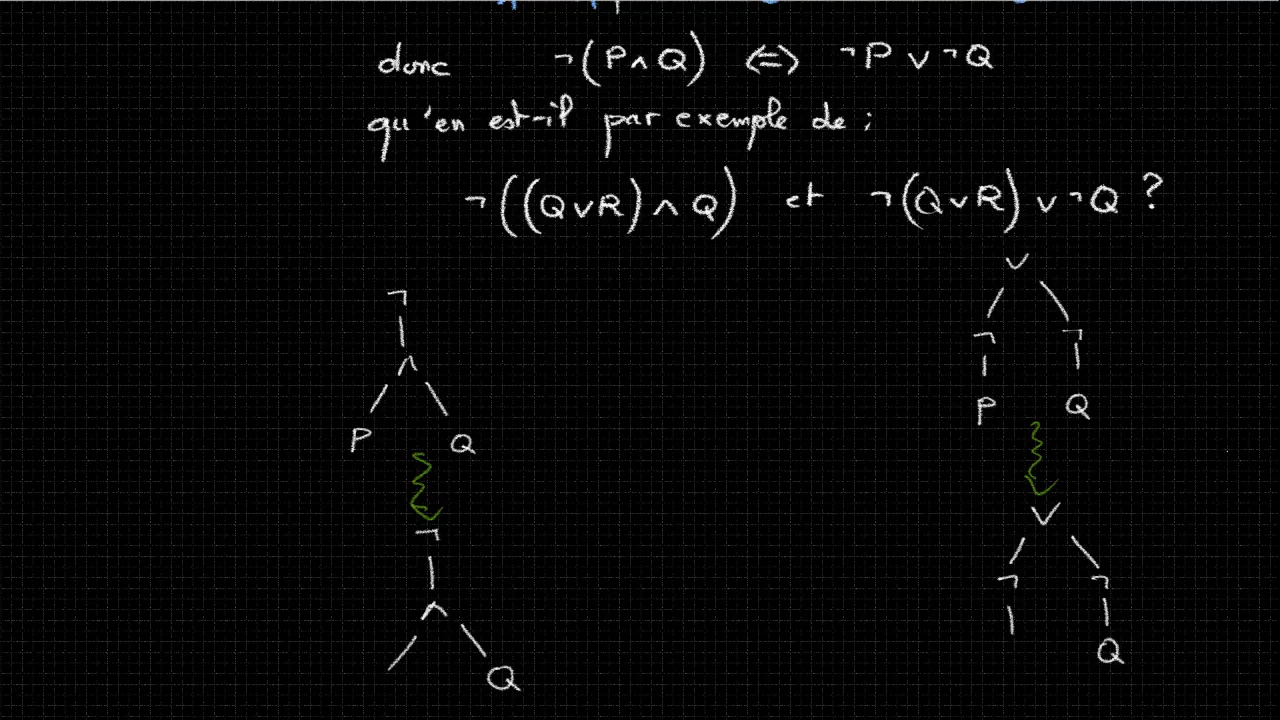 donc ¬(P∧Q) ⇔ ¬P ∨ ¬Q
qu'en est-il par exemple de ;
¬((Q∨R) ∧ Q) et ¬(Q∨R) ∨ ¬Q ?
∨
¬
¬ ¬
∧
P Q
P Q
∨
¬
¬ ¬
∧
Q
Q